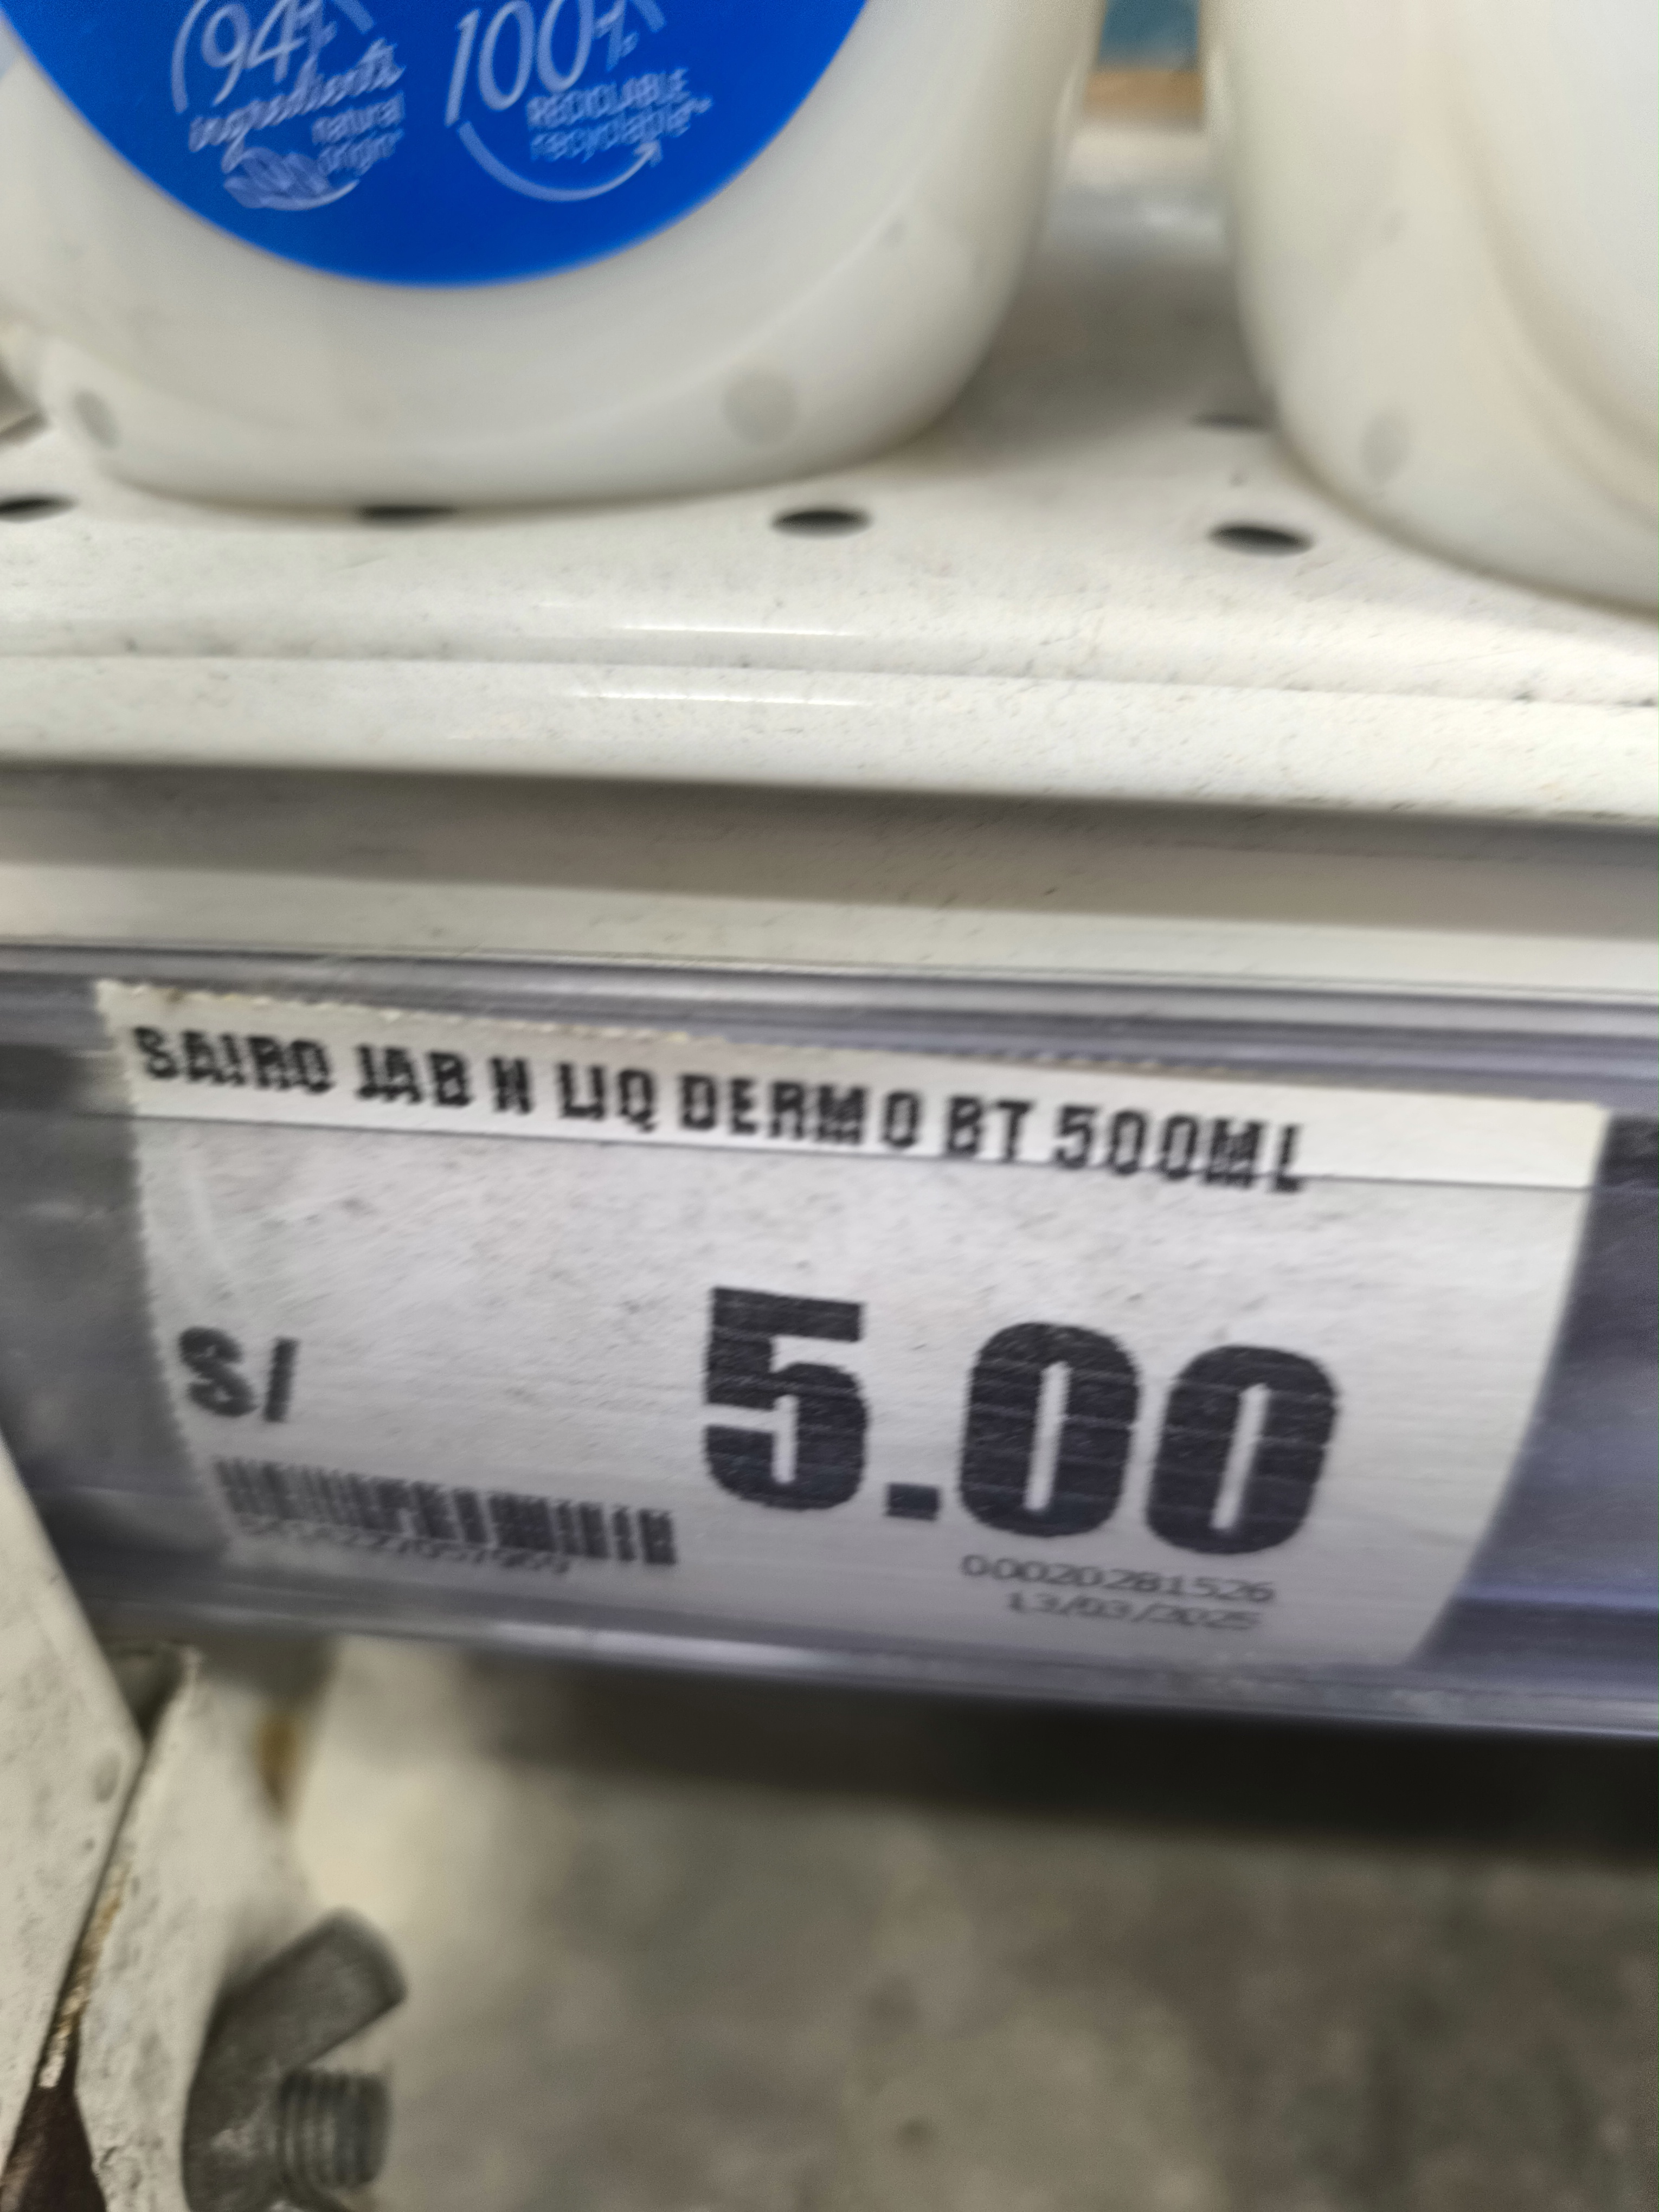 94%
ingredients
natural
origin*
100%
RECICLABLE
recyclable**
SAIRO JAB N LIQ DERMO BT 500ML
S/ 5.00
00020281526
13/03/2025